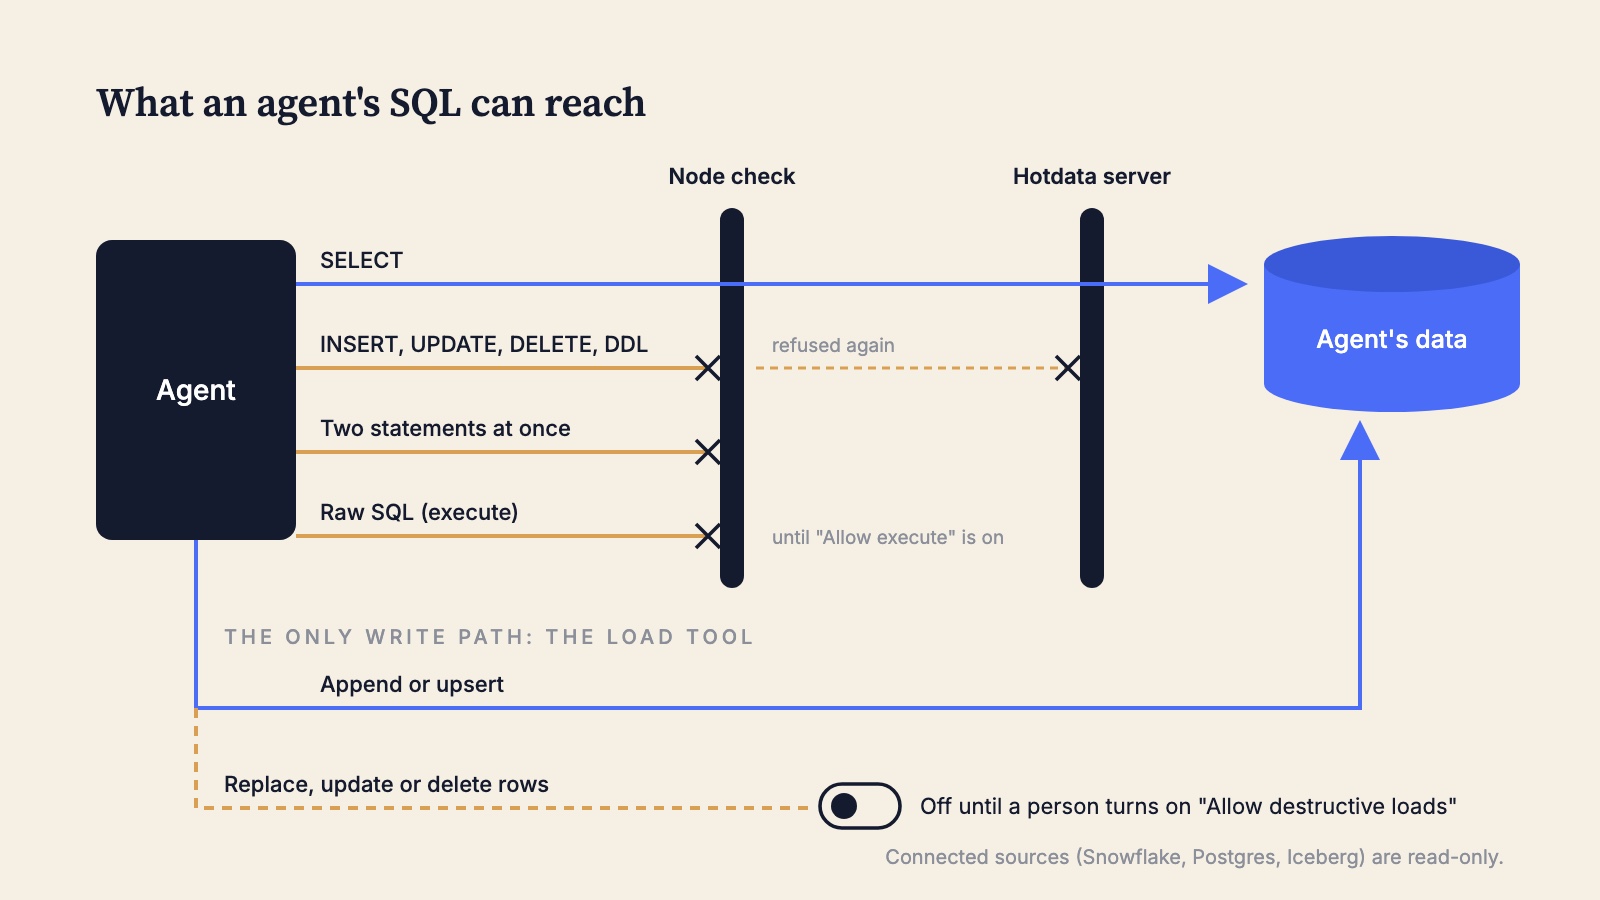 What an agent's SQL can reach
Node check
Hotdata server
SELECT
INSERT, UPDATE, DELETE, DDL
refused again
Agent's data
Agent
Two statements at once
Raw SQL (execute)
until "Allow execute" is on
THE ONLY WRITE PATH: THE LOAD TOOL
Append or upsert
Replace, update or delete rows
Off until a person turns on "Allow destructive loads"
Connected sources (Snowflake, Postgres, Iceberg) are read-only.